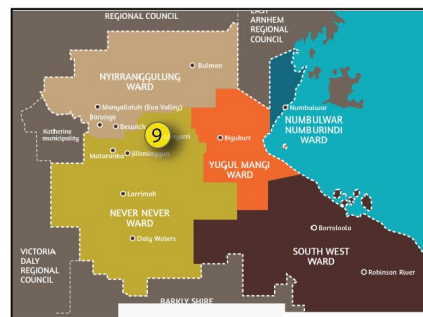 REGIONAL COUNCIL
EAST
ARNHEM
REGIONAL
COUNCIL
NYIRRANGGULUNG
WARD
Bulman
Manyallaluk (Eva Valley)
Barunga
Beswick
Katherine
municipality
9
Numbulwar
NUMBULWAR
NUMBURINDI
WARD
Ngukurr
Mataranka
Jilkminggan
YUGUL MANGI
WARD
Larrimah
NEVER NEVER
WARD
Daly Waters
Borroloola
SOUTH WEST
WARD
Robinson River
VICTORIA
DALY
REGIONAL
COUNCIL
BARKLY SHIRE